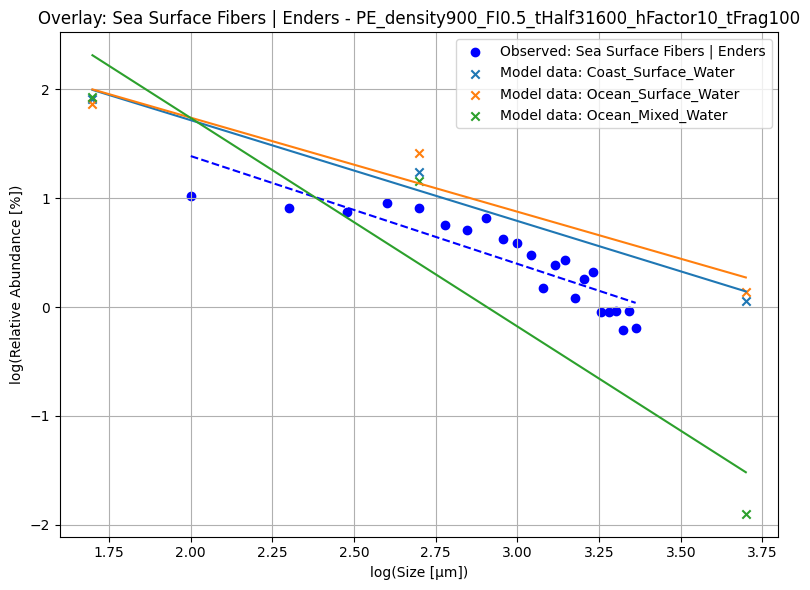 Overlay: Sea Surface Fibers | Enders - PE_density900_FI0.5_tHalf31600_hFactor10_tFrag100
Observed: Sea Surface Fibers | Enders
Model data: Coast_Surface_Water
Model data: Ocean_Surface_Water
Model data: Ocean_Mixed_Water
log(Relative Abundance [%])
2
1
0
−1
−2
1.75
2.00
2.25
2.50
2.75
3.00
3.25
3.50
3.75
log(Size [μm])